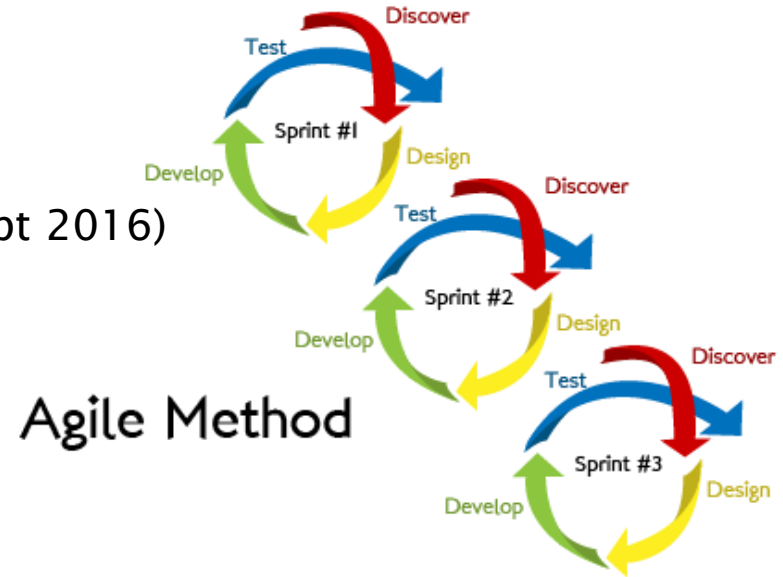 Discover
Test
Sprint #1
Design
Develop
Discover
2016)
Test
Sprint #2
Design
Develop
Discover
Test
Agile Method
Sprint #3
Design
Develop